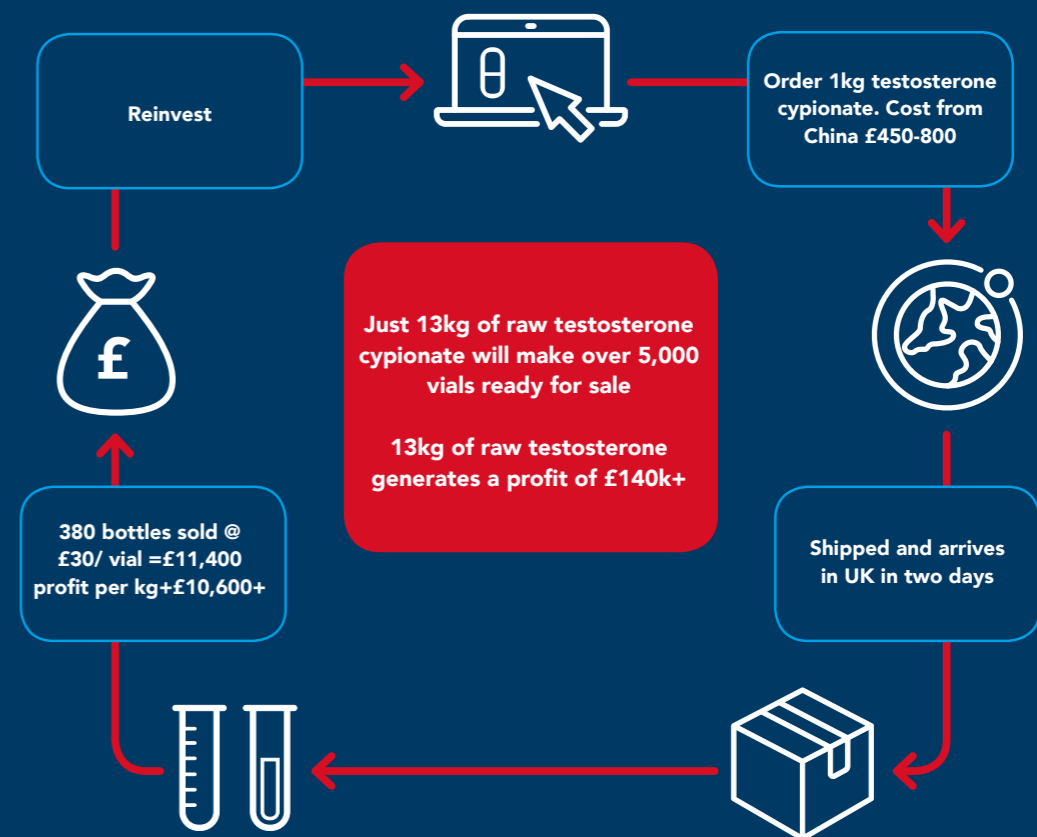 Reinvest
Order 1kg testosterone
cypionate. Cost from
China £450-800
Just 13kg of raw testosterone
cypionate will make over 5,000
vials ready for sale
13kg of raw testosterone
generates a profit of £140k+
£
380 bottles sold @
£30/ vial =£11,400
profit per kg+£10,600+
Shipped and arrives
in UK in two days